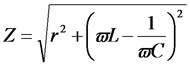 Z = √(r² + (ϖL − 1/(ϖC))²)